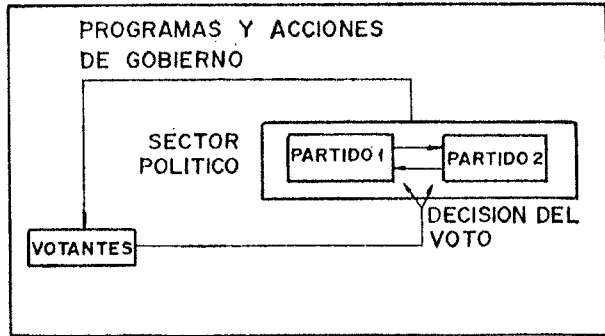 PROGRAMAS Y ACCIONES
DE GOBIERNO
SECTOR
POLITICO
PARTIDO 1
PARTIDO 2
DECISION DEL
VOTO
VOTANTES